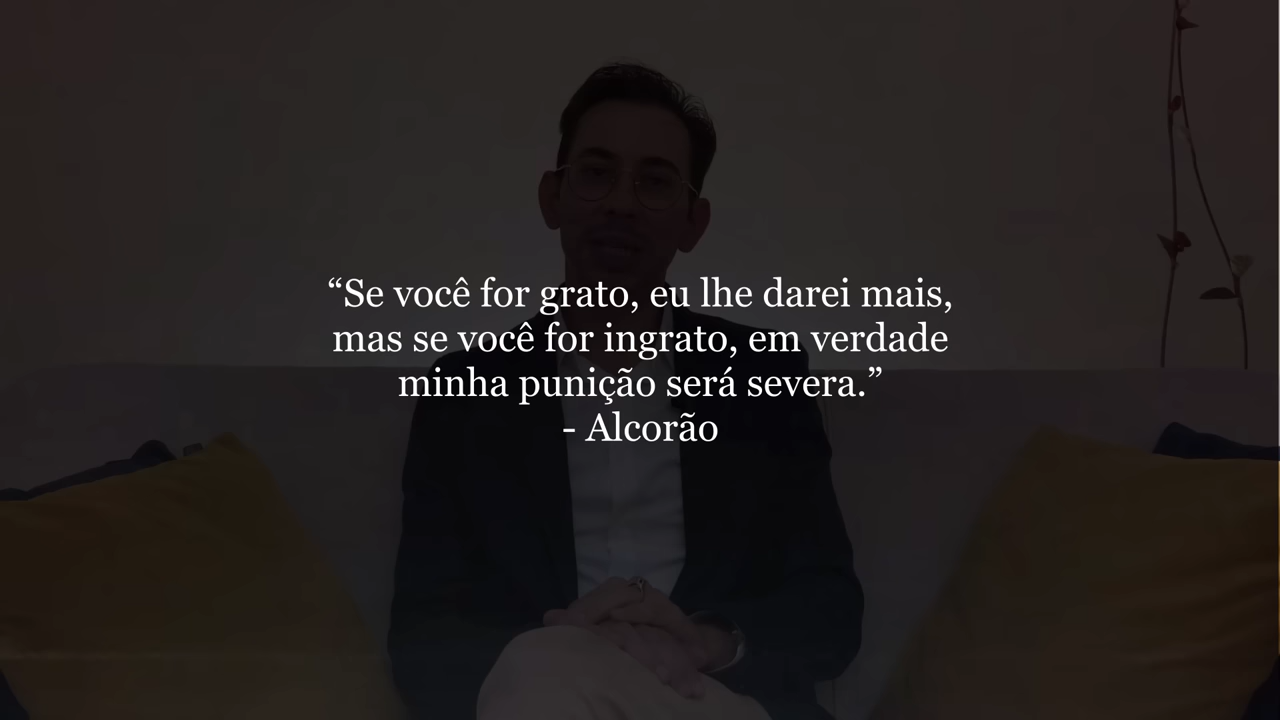 “Se você for grato, eu lhe darei mais,
mas se você for ingrato, em verdade
minha punição será severa.”
- Alcorão